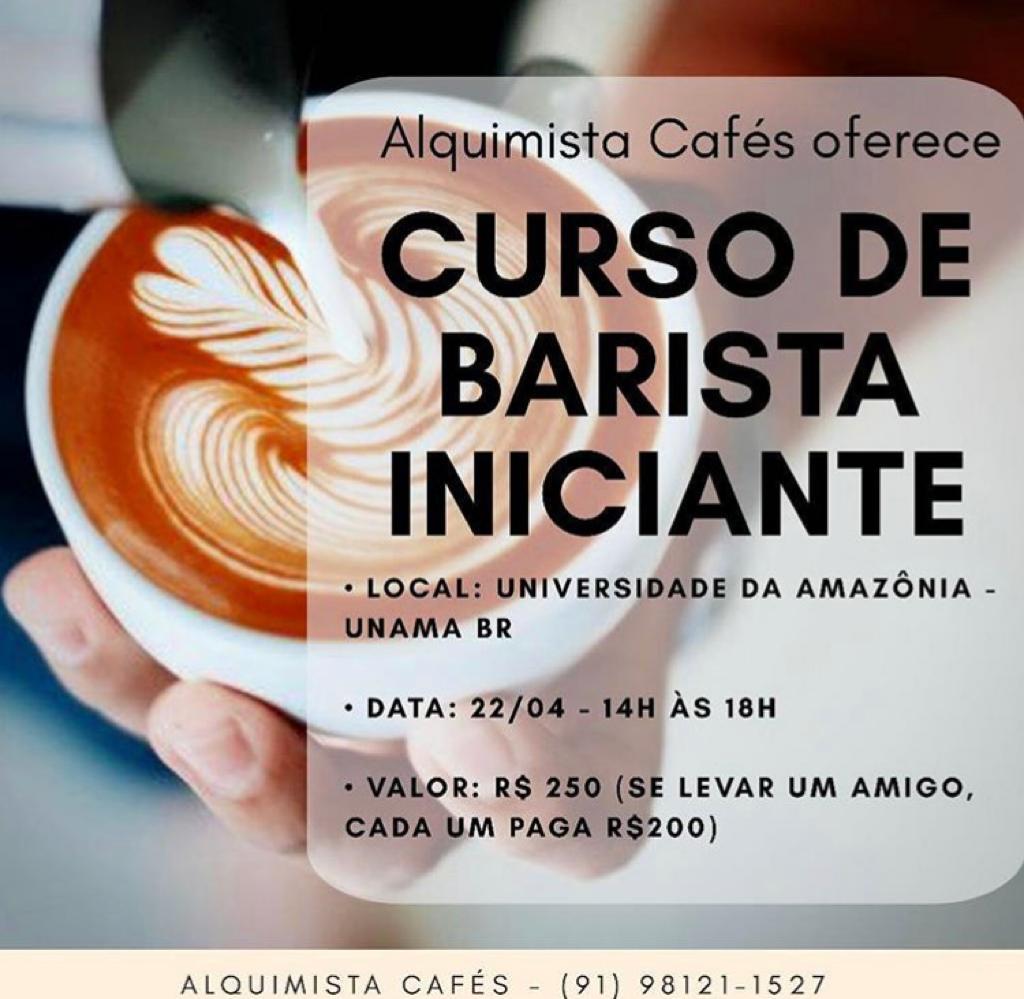 Alquimista Cafés oferece
CURSO DE
BARISTA
INICIANTE
• LOCAL: UNIVERSIDADE DA AMAZÔNIA -
UNAMA BR
• DATA: 22/04 - 14H ÀS 18H
• VALOR: R$ 250 (SE LEVAR UM AMIGO,
CADA UM PAGA R$200)
ALQUIMISTA CAFÉS - (91) 98121-1527